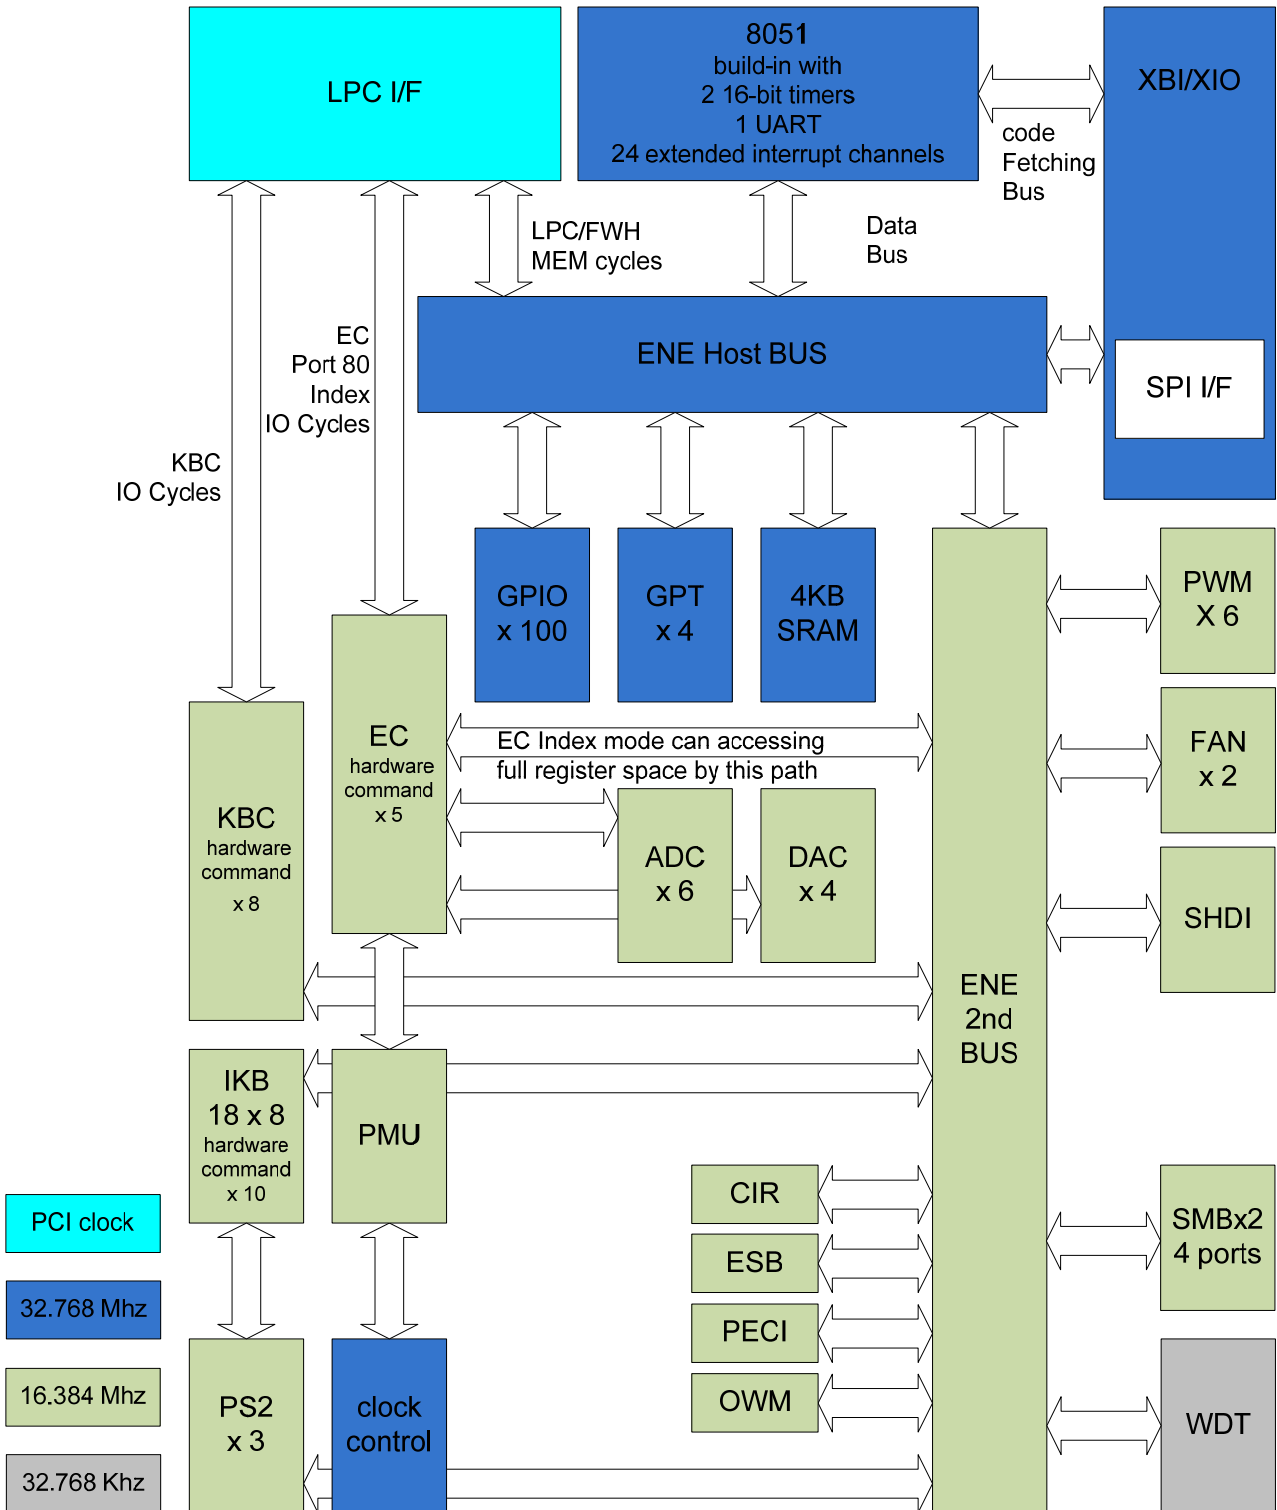 LPC I/F
8051
build-in with
2 16-bit timers
1 UART
24 extended interrupt channels
XBI/XIO
code
Fetching
Bus
LPC/FWH
MEM cycles
Data
Bus
EC
Port 80
Index
IO Cycles
ENE Host BUS
SPI I/F
KBC
IO Cycles
GPIO
x 100
GPT
x 4
4KB
SRAM
PWM
X 6
EC
hardware
command
x 5
EC Index mode can accessing
full register space by this path
FAN
x 2
KBC
hardware
command
x 8
ADC
x 6
DAC
x 4
SHDI
ENE
2nd
BUS
IKB
18 x 8
hardware
command
x 10
PMU
CIR
ESB
PECI
OWM
SMBx2
4 ports
PCI clock
32.768 Mhz
16.384 Mhz
32.768 Khz
PS2
x 3
clock
control
WDT